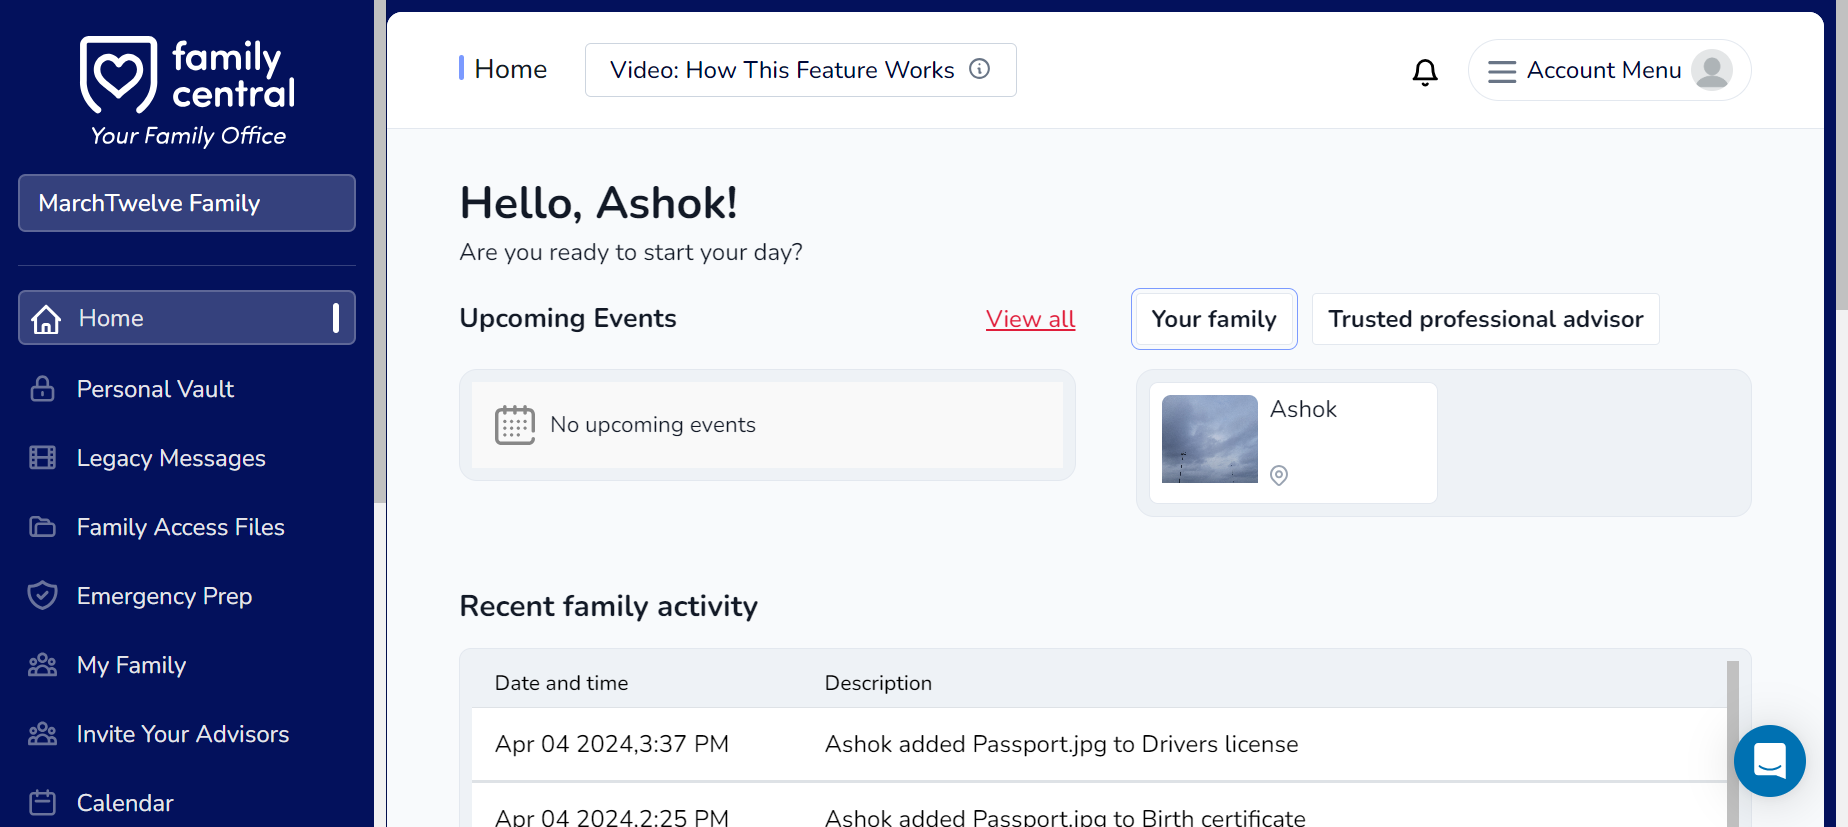 family
central
Your Family Office
MarchTwelve Family
Home
Personal Vault
Legacy Messages
Family Access Files
Emergency Prep
My Family
Invite Your Advisors
Calendar
Home
Video: How This Feature Works
Account Menu
Hello, Ashok!
Are you ready to start your day?
Upcoming Events
View all
No upcoming events
Your family
Trusted professional advisor
Ashok
Recent family activity
Date and time Description
Apr 04 2024,3:37 PM Ashok added Passport.jpg to Drivers license
Apr 04 2024,2:25 PM Ashok added Passport.jpg to Birth certificate